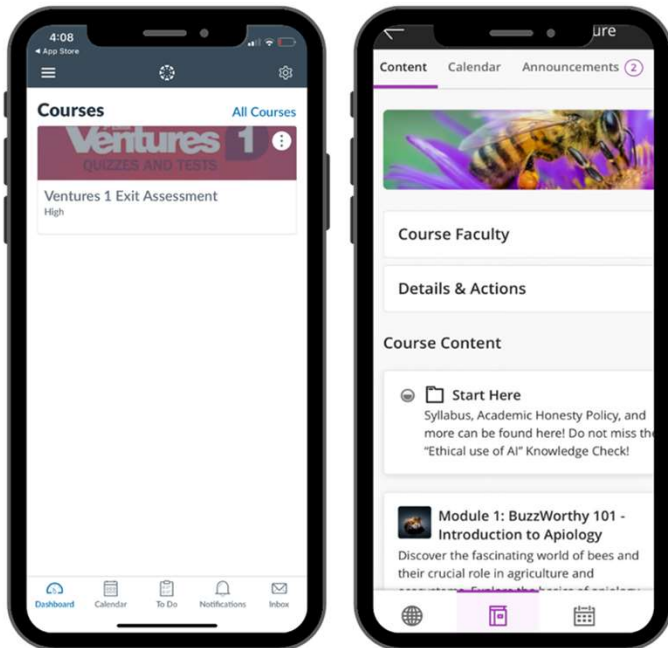 4:08
◄ App Store
Courses
All Courses
Ventures 1
QUIZZES AND TESTS
Ventures 1 Exit Assessment
High
Dashboard
Calendar
To Do
Notifications
Inbox
ure
Content
Calendar
Announcements 2
Course Faculty
Details & Actions
Course Content
Start Here
Syllabus, Academic Honesty Policy, and
more can be found here! Do not miss the
"Ethical use of AI" Knowledge Check!
Module 1: BuzzWorthy 101 -
Introduction to Apiology
Discover the fascinating world of bees and
their crucial role in agriculture and